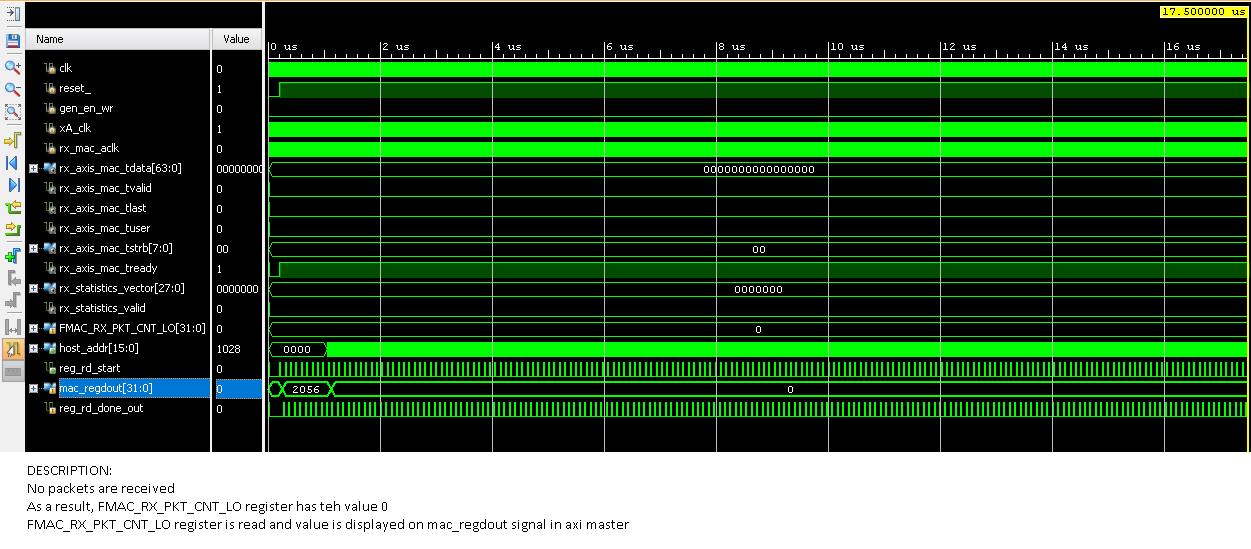 17.500000 us
Name Value
0 us 2 us 4 us 6 us 8 us 10 us 12 us 14 us 16 us
clk 0
reset_ 1
gen_en_wr 0
xA_clk 1
rx_mac_aclk 0
rx_axis_mac_tdata[63:0] 00000000 0000000000000000
rx_axis_mac_tvalid 0
rx_axis_mac_tlast 0
rx_axis_mac_tuser 0
rx_axis_mac_tstrb[7:0] 00 00
rx_axis_mac_tready 1
rx_statistics_vector[27:0] 0000000 0000000
rx_statistics_valid 0
FMAC_RX_PKT_CNT_LO[31:0] 0 0
host_addr[15:0] 1028 0000
reg_rd_start 0
mac_regdout[31:0] 0 2056 0
reg_rd_done_out 0
DESCRIPTION:
No packets are received
As a result, FMAC_RX_PKT_CNT_LO register has teh value 0
FMAC_RX_PKT_CNT_LO register is read and value is displayed on mac_regdout signal in axi master